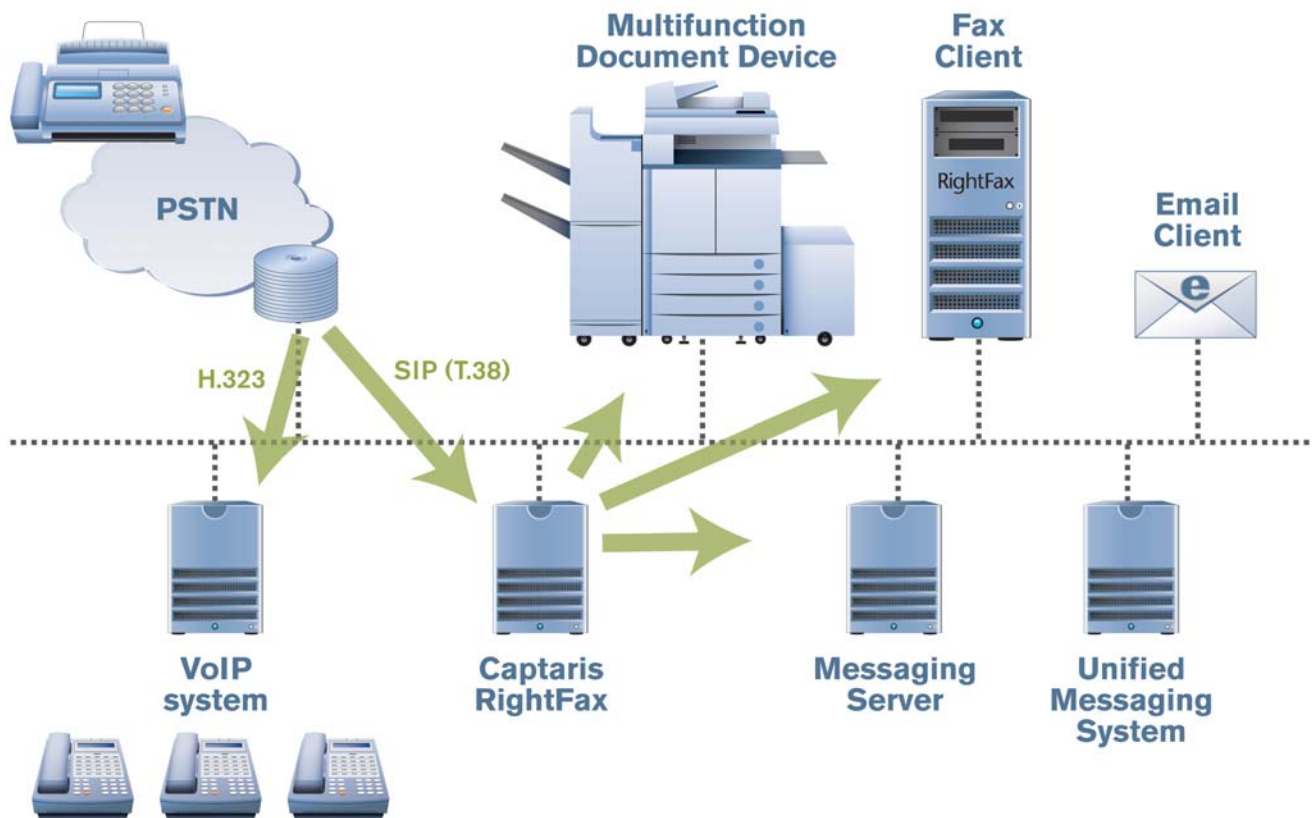 Multifunction
Document Device
Fax
Client
PSTN
RightFax
Email
Client
e
H.323
SIP (T.38)
VoIP
system
Captaris
RightFax
Messaging
Server
Unified
Messaging
System